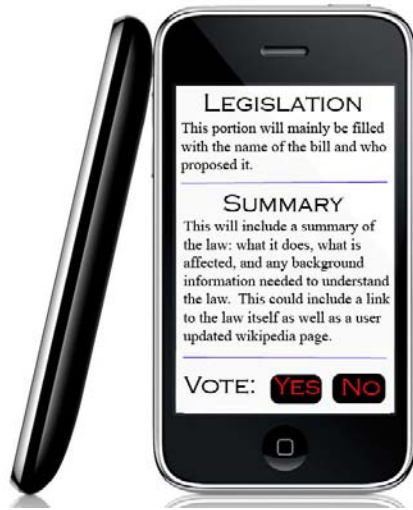 LEGISLATION
This portion will mainly be filled
with the name of the bill and who
proposed it.
SUMMARY
This will include a summary of
the law: what it does, what is
affected, and any background
information needed to understand
the law.  This could include a link
to the law itself as well as a user
updated wikipedia page.
VOTE: YES NO